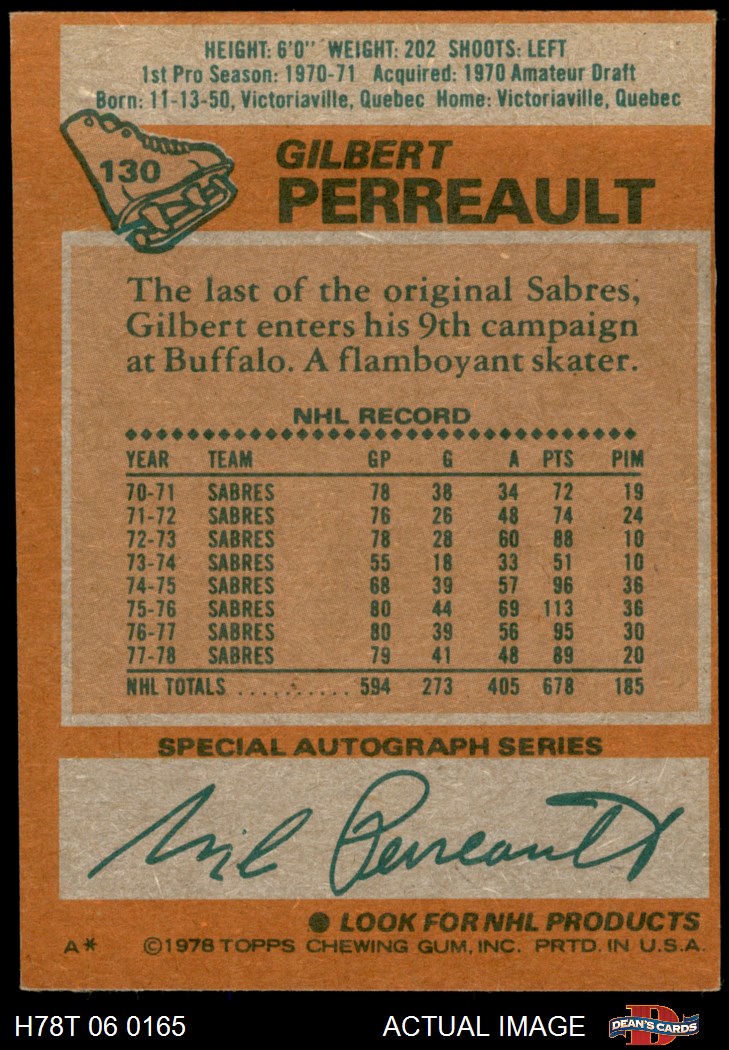 HEIGHT: 6'0" WEIGHT: 202 SHOOTS: LEFT
1st Pro Season: 1970-71 Acquired: 1970 Amateur Draft
Born: 11-13-50, Victoriaville, Quebec Home: Victoriaville, Quebec
130
GILBERT
PERREAULT
The last of the original Sabres,
Gilbert enters his 9th campaign
at Buffalo. A flamboyant skater.
NHL RECORD
YEAR TEAM GP G A PTS PIM
70-71 SABRES 78 38 34 72 19
71-72 SABRES 76 26 48 74 24
72-73 SABRES 78 28 60 88 10
73-74 SABRES 55 18 33 51 10
74-75 SABRES 68 39 57 96 36
75-76 SABRES 80 44 69 113 36
76-77 SABRES 80 39 56 95 30
77-78 SABRES 79 41 48 89 20
NHL TOTALS .......... 594 273 405 678 185
SPECIAL AUTOGRAPH SERIES
Gil Perreault
● LOOK FOR NHL PRODUCTS
A* ©1978 TOPPS CHEWING GUM, INC. PRTD. IN U.S.A.
H78T 06 0165 ACTUAL IMAGE DEAN'S CARDS